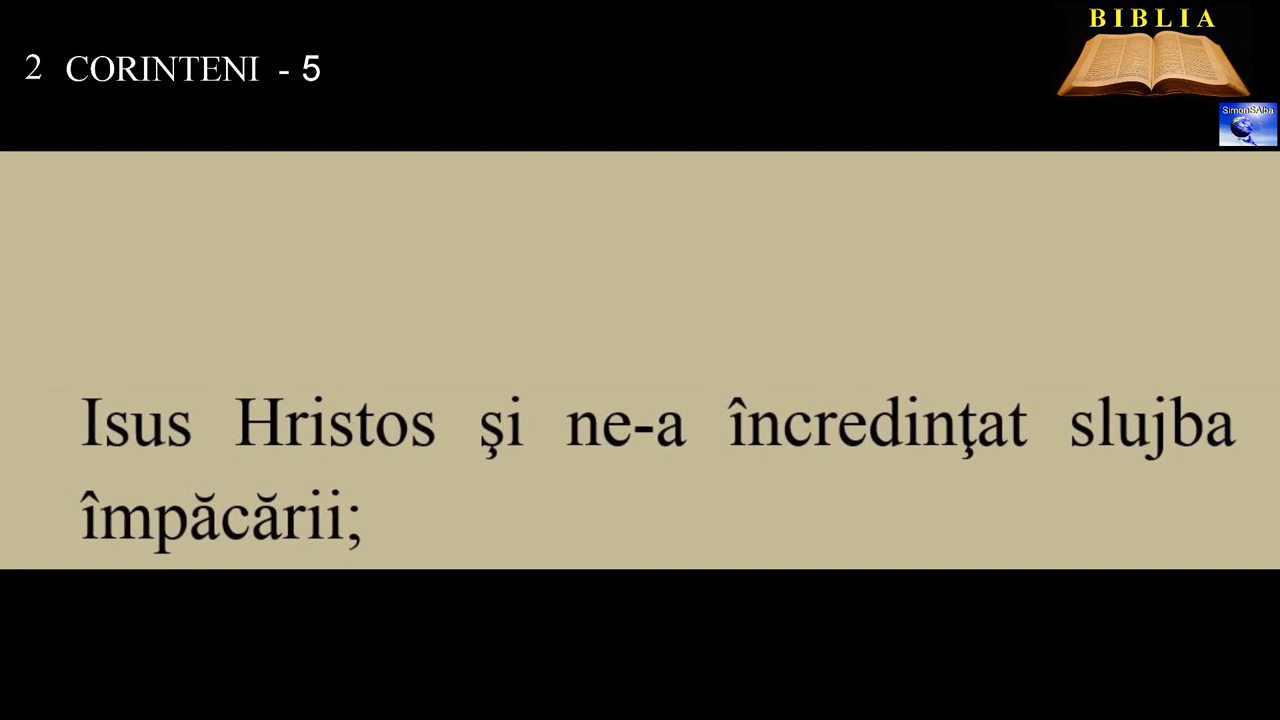 BIBLIA
2 CORINTENI - 5
SimonSAlba
Isus Hristos şi ne-a încredinţat slujba
împăcării;